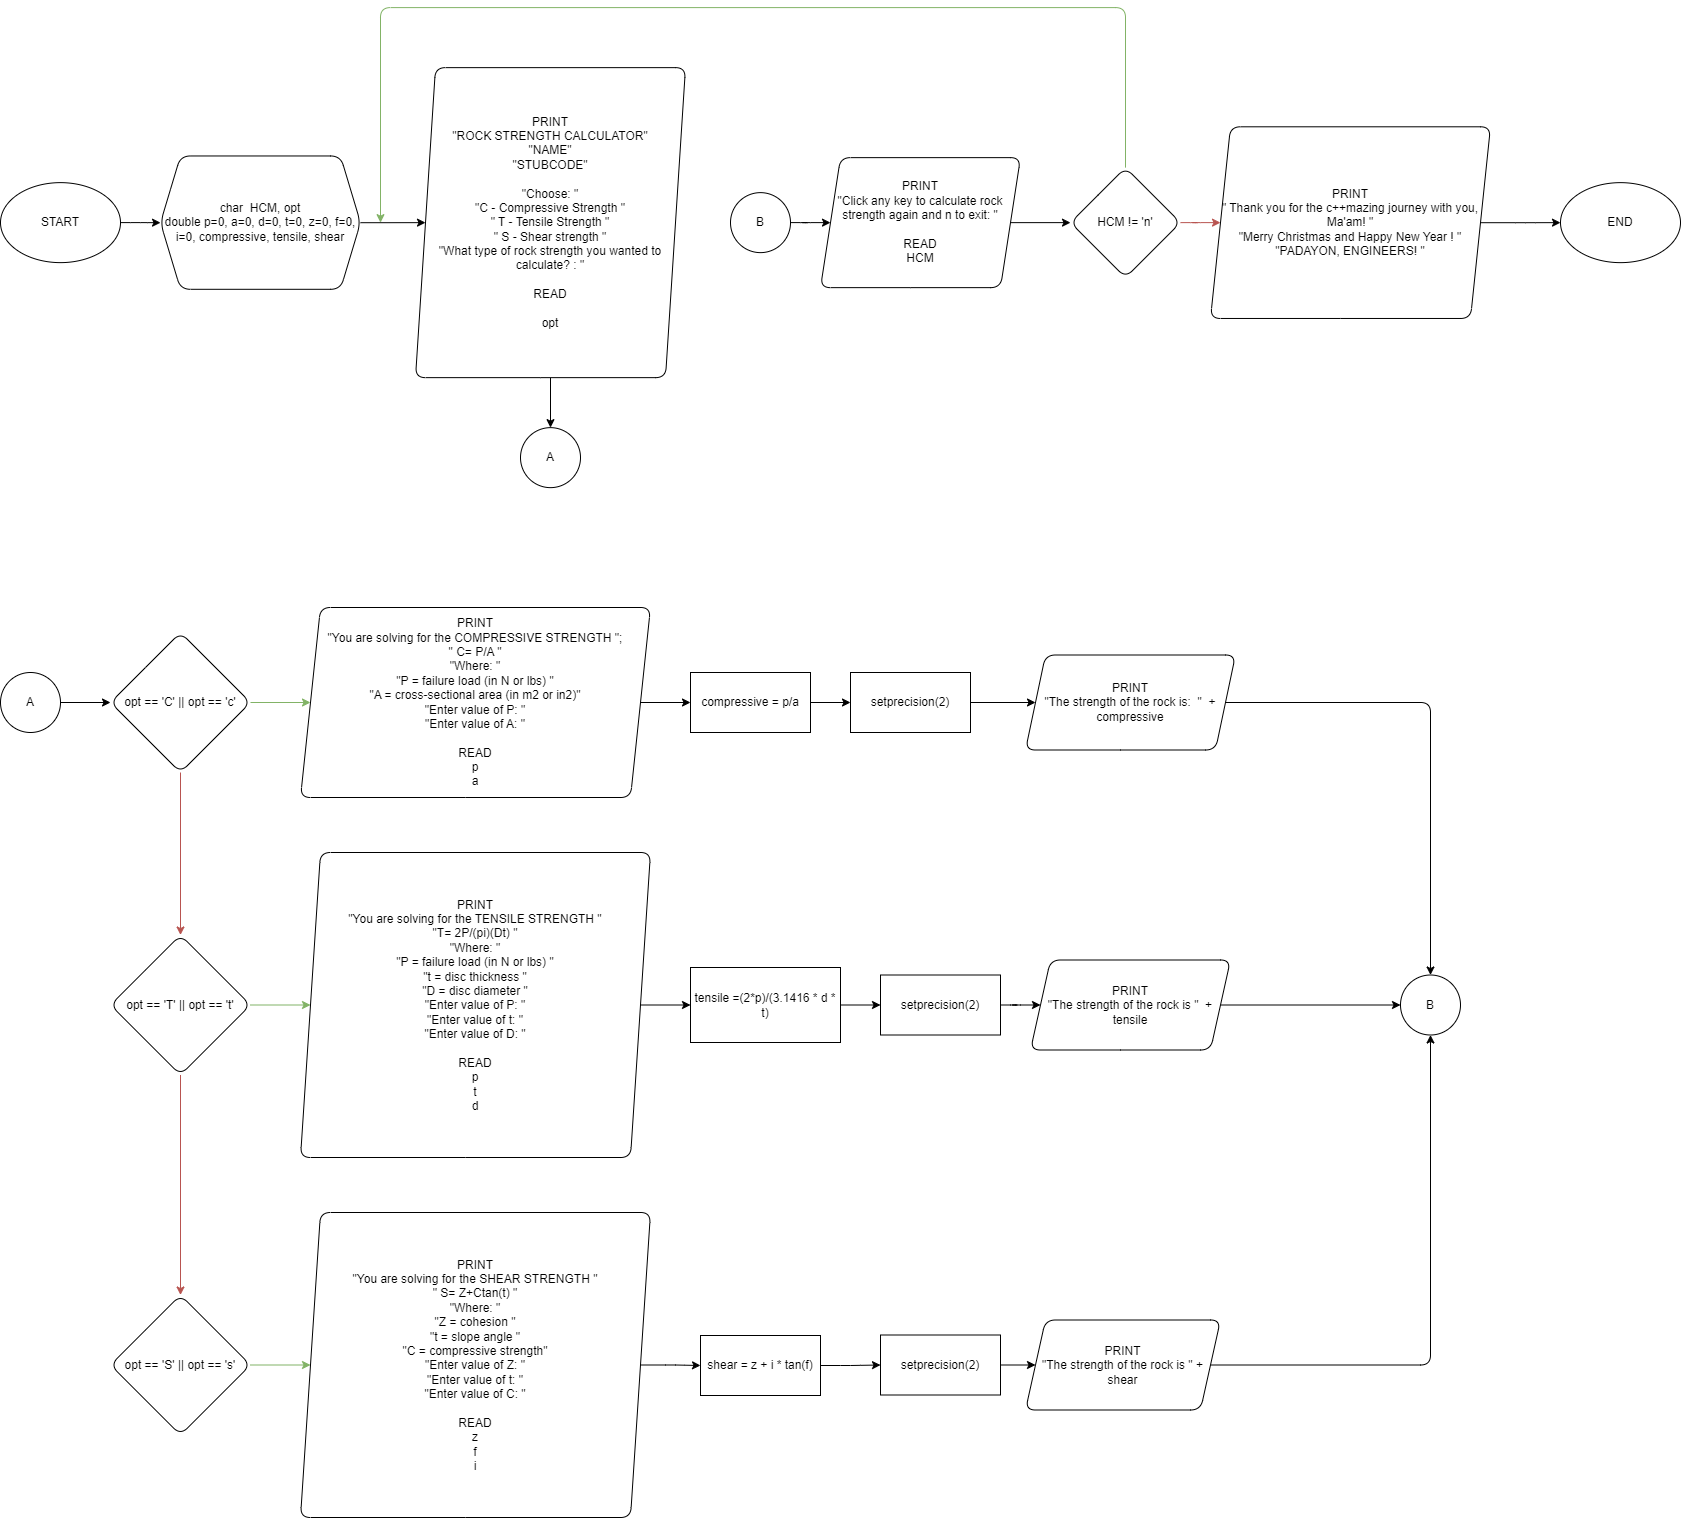 START
char  HCM, opt
double p=0, a=0, d=0, t=0, z=0, f=0,
i=0, compressive, tensile, shear
PRINT
"ROCK STRENGTH CALCULATOR"
"NAME"
"STUBCODE"
"Choose: "
"C - Compressive Strength "
" T - Tensile Strength "
" S - Shear strength "
"What type of rock strength you wanted to
calculate? : "
READ
opt
A
B
PRINT
"Click any key to calculate rock
strength again and n to exit: "
READ
HCM
HCM != 'n'
PRINT
" Thank you for the c++mazing journey with you,
Ma'am! "
"Merry Christmas and Happy New Year ! "
"PADAYON, ENGINEERS! "
END
A
opt == 'C' || opt == 'c'
PRINT
"You are solving for the COMPRESSIVE STRENGTH ";
" C= P/A "
"Where: "
"P = failure load (in N or lbs) "
"A = cross-sectional area (in m2 or in2)"
"Enter value of P: "
"Enter value of A: "
READ
p
a
compressive = p/a
setprecision(2)
PRINT
"The strength of the rock is:  "  +
compressive
opt == 'T' || opt == 't'
PRINT
"You are solving for the TENSILE STRENGTH "
"T= 2P/(pi)(Dt) "
"Where: "
"P = failure load (in N or lbs) "
"t = disc thickness "
"D = disc diameter "
"Enter value of P: "
"Enter value of t: "
"Enter value of D: "
READ
p
t
d
tensile =(2*p)/(3.1416 * d *
t)
setprecision(2)
PRINT
"The strength of the rock is "  +
tensile
B
opt == 'S' || opt == 's'
PRINT
"You are solving for the SHEAR STRENGTH "
" S= Z+Ctan(t) "
"Where: "
"Z = cohesion "
"t = slope angle "
"C = compressive strength"
"Enter value of Z: "
"Enter value of t: "
"Enter value of C: "
READ
z
f
i
shear = z + i * tan(f)
setprecision(2)
PRINT
"The strength of the rock is " +
shear